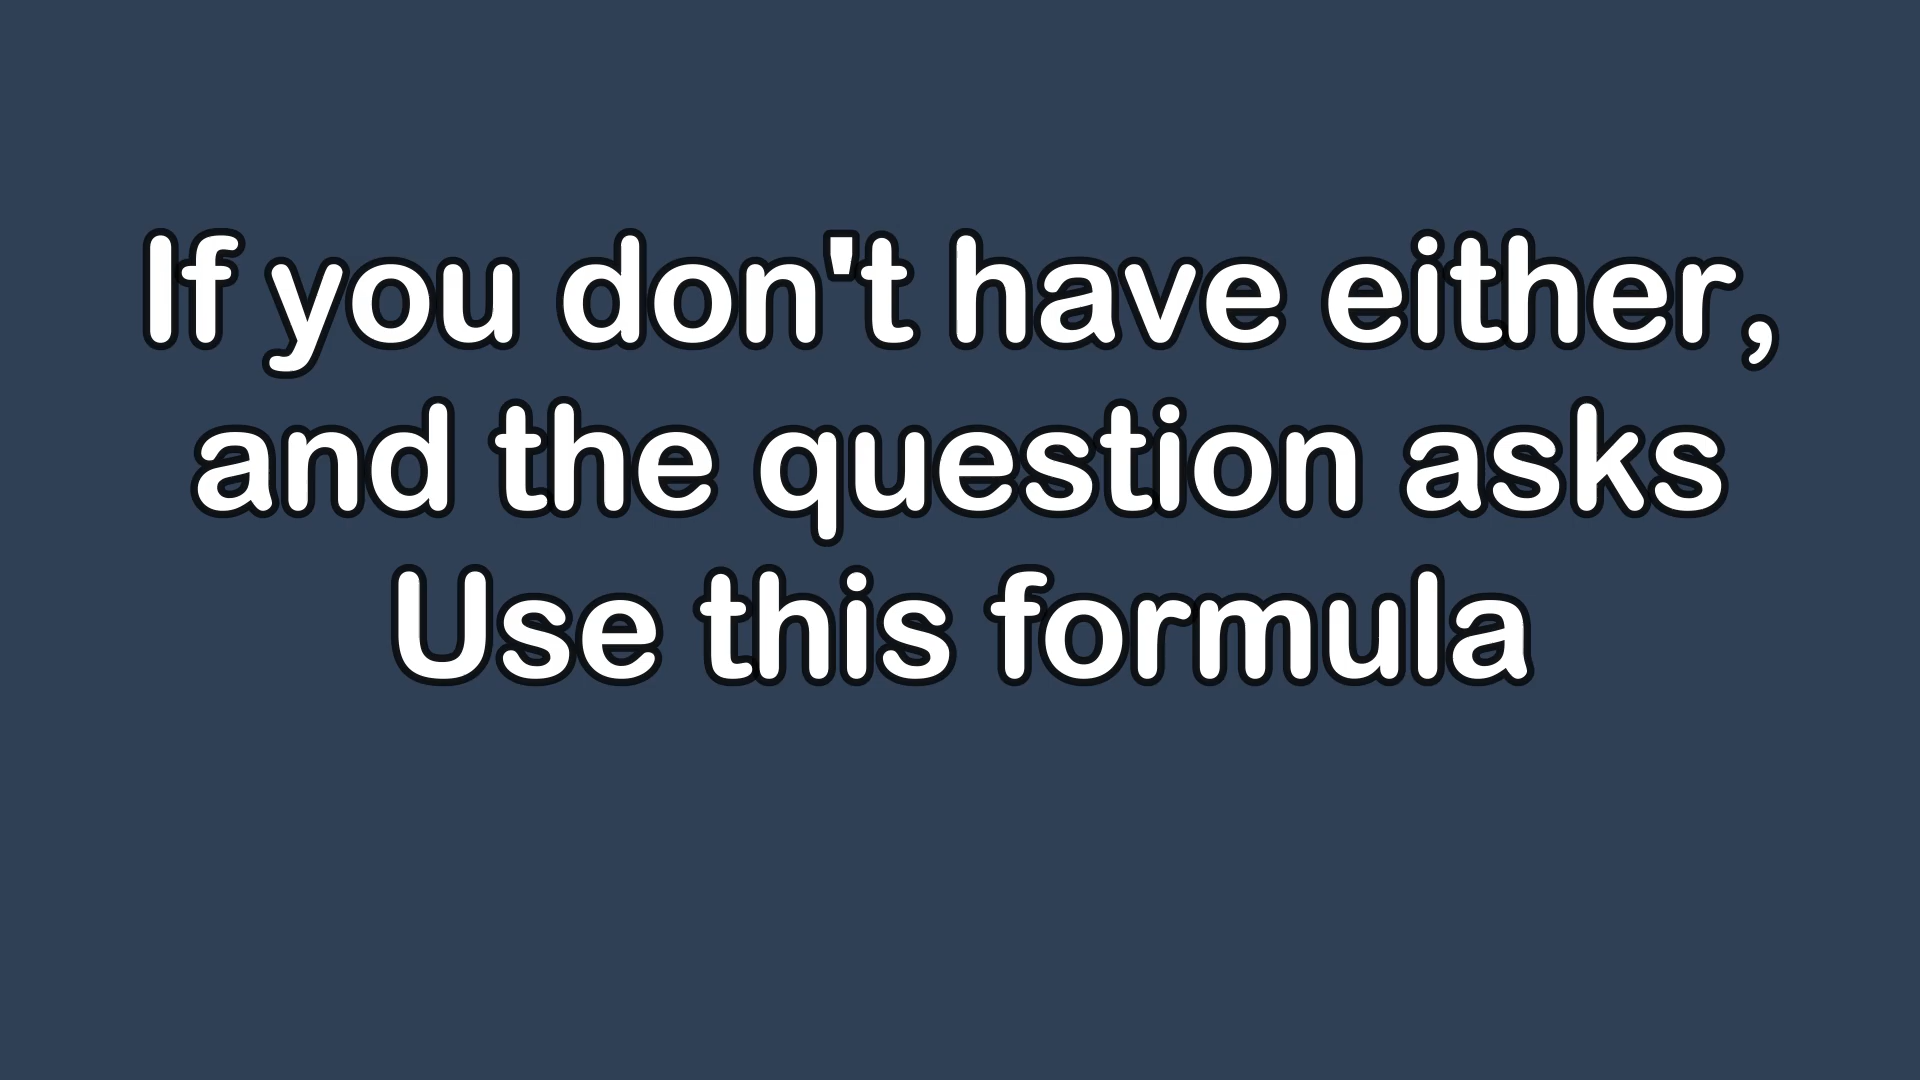 If you don't have either,
and the question asks
Use this formula